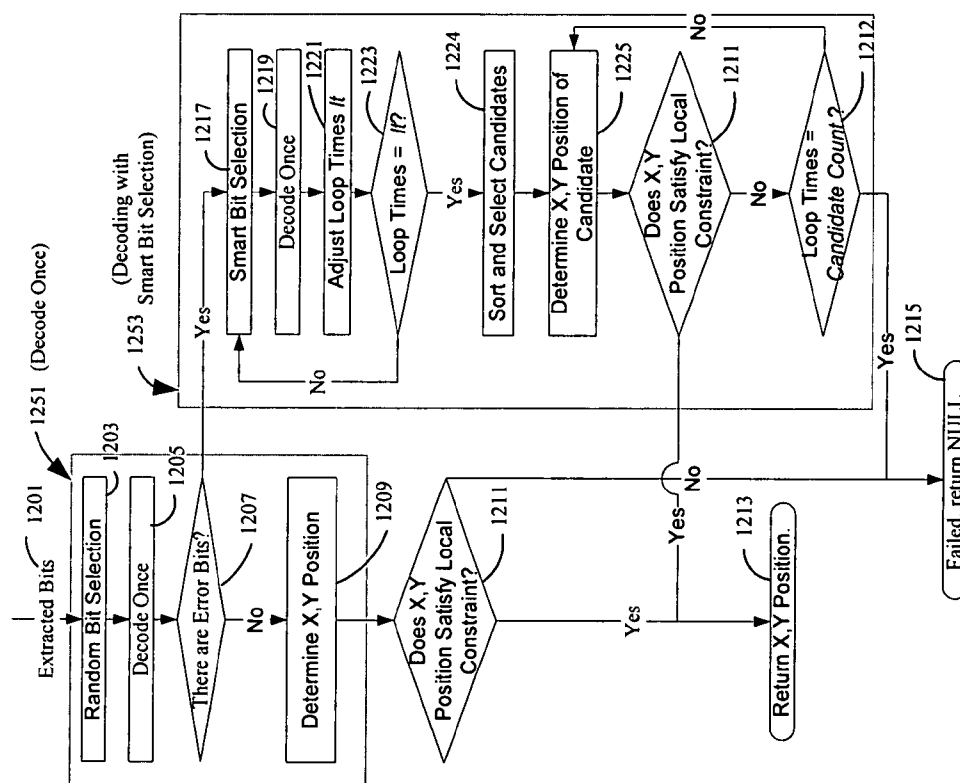 1201
Extracted Bits
1251 (Decode Once)
1203
Random Bit Selection
1205
Decode Once
1207
There are Error Bits?
Yes
No
1209
Determine X,Y Position
1211
Does X,Y
Position Satisfy Local
Constraint?
Yes
No
1213
Return X,Y Position.
1253
(Decoding with
Smart Bit Selection)
1217
Smart Bit Selection
1219
Decode Once
1221
Adjust Loop Times lt
1223
Loop Times = lt?
No
Yes
1224
Sort and Select Candidates
1225
Determine X,Y Position of
Candidate
1211
Does X,Y
Position Satisfy Local
Constraint?
Yes
No
1212
Loop Times =
Candidate Count ?
No
Yes
1215
Failed, return NULL